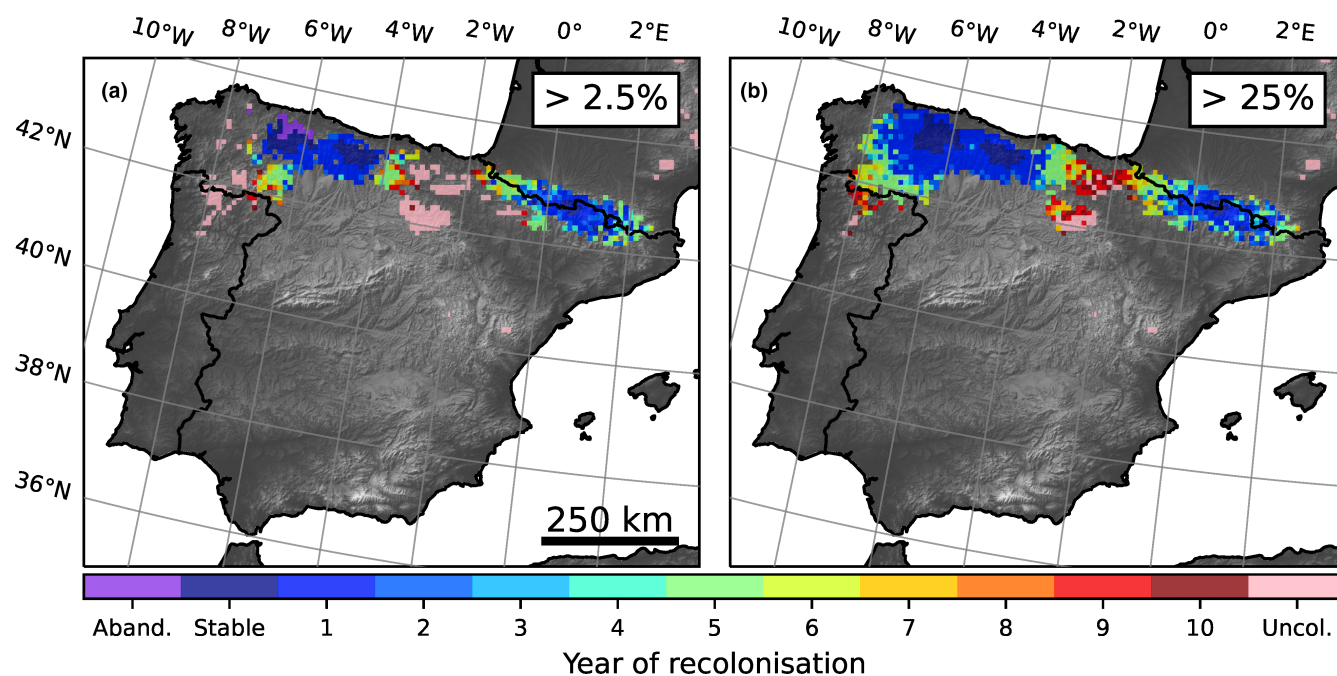 10°W 8°W 6°W 4°W 2°W 0° 2°E 10°W 8°W 6°W 4°W 2°W 0° 2°E
(a) > 2.5% (b) > 25%
42°N
40°N
38°N
36°N
250 km
Aband. Stable 1 2 3 4 5 6 7 8 9 10 Uncol.
Year of recolonisation